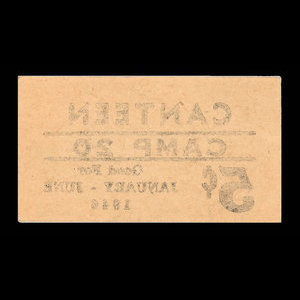 CANTEEN
CAMP 20
Good For
JANUARY - JUNE
1946
5¢